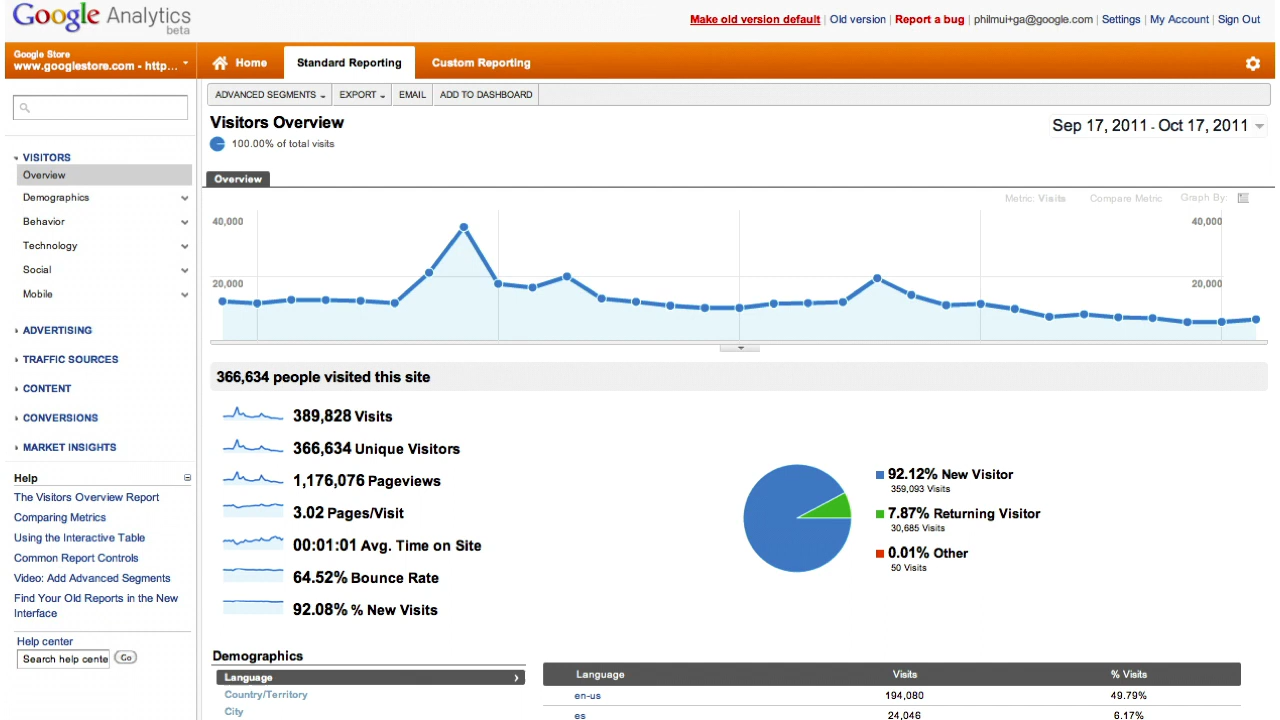 Google Analytics
beta
Make old version default | Old version | Report a bug | philmui+ga@google.com | Settings | My Account | Sign Out
Google Store
www.googlestore.com - http...
Home
Standard Reporting
Custom Reporting
ADVANCED SEGMENTS
EXPORT
EMAIL
ADD TO DASHBOARD
Visitors Overview
Sep 17, 2011 - Oct 17, 2011
100.00% of total visits
VISITORS
Overview
Demographics
Behavior
Technology
Social
Mobile
ADVERTISING
TRAFFIC SOURCES
CONTENT
CONVERSIONS
MARKET INSIGHTS
Help
The Visitors Overview Report
Comparing Metrics
Using the Interactive Table
Common Report Controls
Video: Add Advanced Segments
Find Your Old Reports in the New
Interface
Help center
Search help cente
Go
Overview
Metric: Visits
Compare Metric
Graph By:
40,000
40,000
20,000
20,000
366,634 people visited this site
389,828 Visits
366,634 Unique Visitors
1,176,076 Pageviews
3.02 Pages/Visit
00:01:01 Avg. Time on Site
64.52% Bounce Rate
92.08% % New Visits
92.12% New Visitor
359,093 Visits
7.87% Returning Visitor
30,685 Visits
0.01% Other
50 Visits
Demographics
Language
Country/Territory
City
Language Visits % Visits
en-us 194,080 49.79%
es 24,046 6.17%